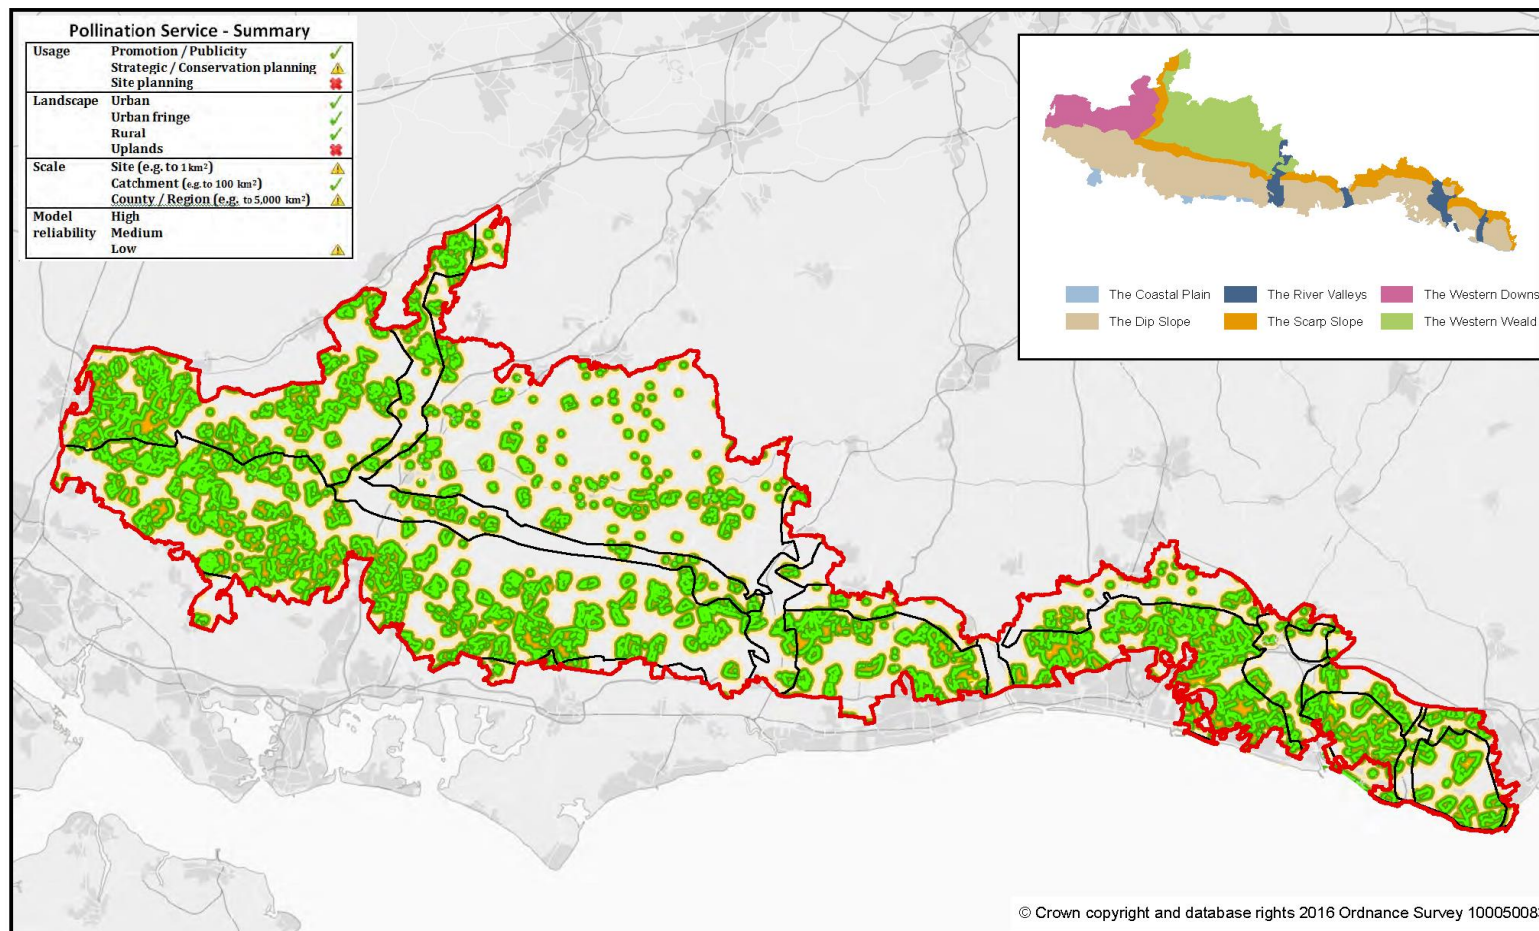 Pollination Service - Summary
Usage Promotion / Publicity
Strategic / Conservation planning
Site planning
Landscape Urban
Urban fringe
Rural
Uplands
Scale Site (e.g. to 1 km²)
Catchment (e.g. to 100 km²)
County / Region (e.g. to 5,000 km²)
Model reliability High
Medium
Low
The Coastal Plain The River Valleys The Western Downs
The Dip Slope The Scarp Slope The Western Weald
© Crown copyright and database rights 2016 Ordnance Survey 10005008